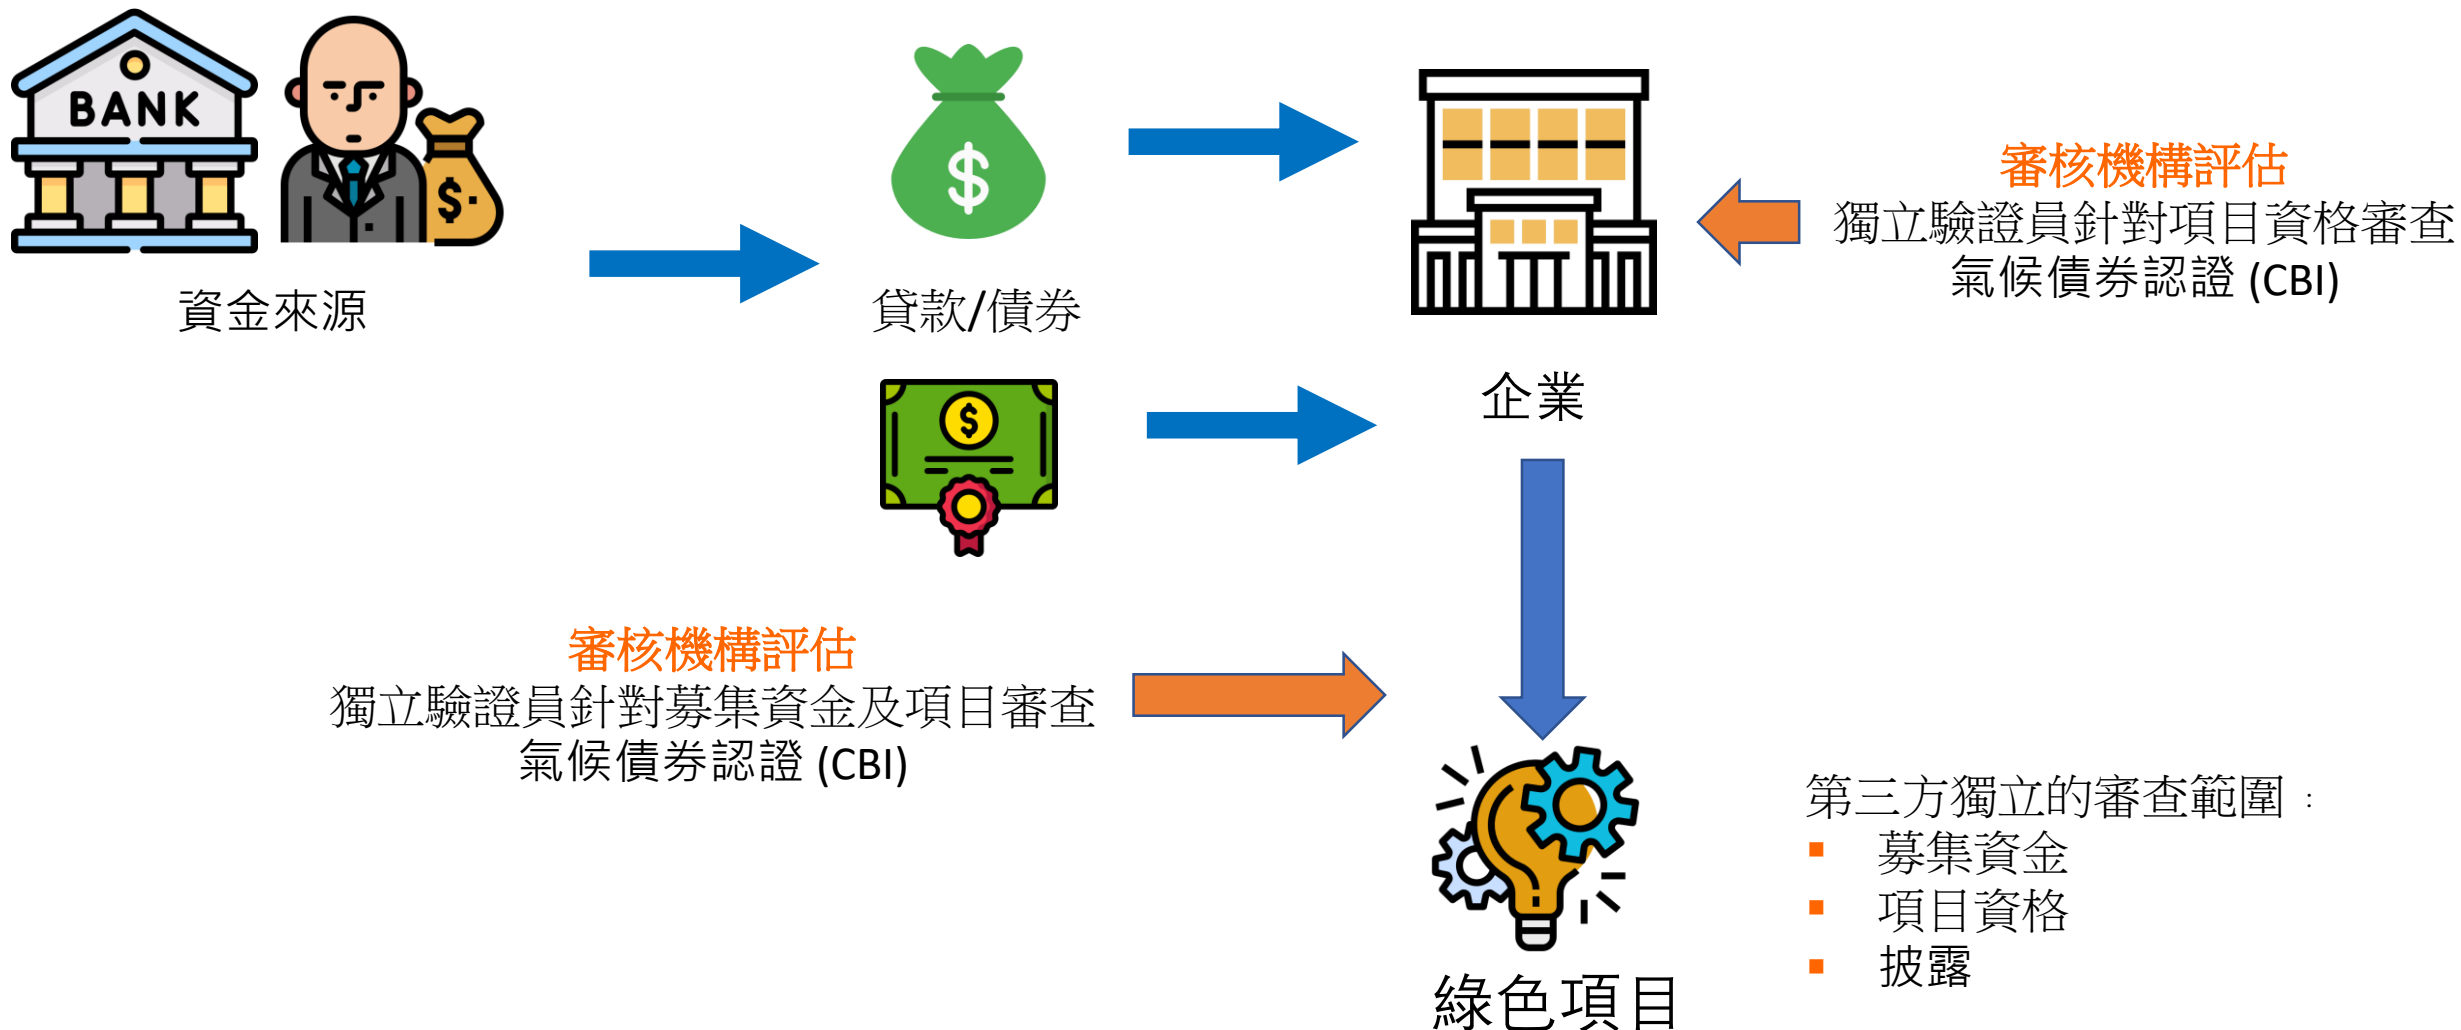 BANK
資金來源
$
$
貸款/債券
$
企業
審核機構評估
獨立驗證員針對項目資格審查
氣候債券認證 (CBI)
審核機構評估
獨立驗證員針對募集資金及項目審查
氣候債券認證 (CBI)
綠色項目
第三方獨立的審查範圍：
▪ 募集資金
▪ 項目資格
▪ 披露